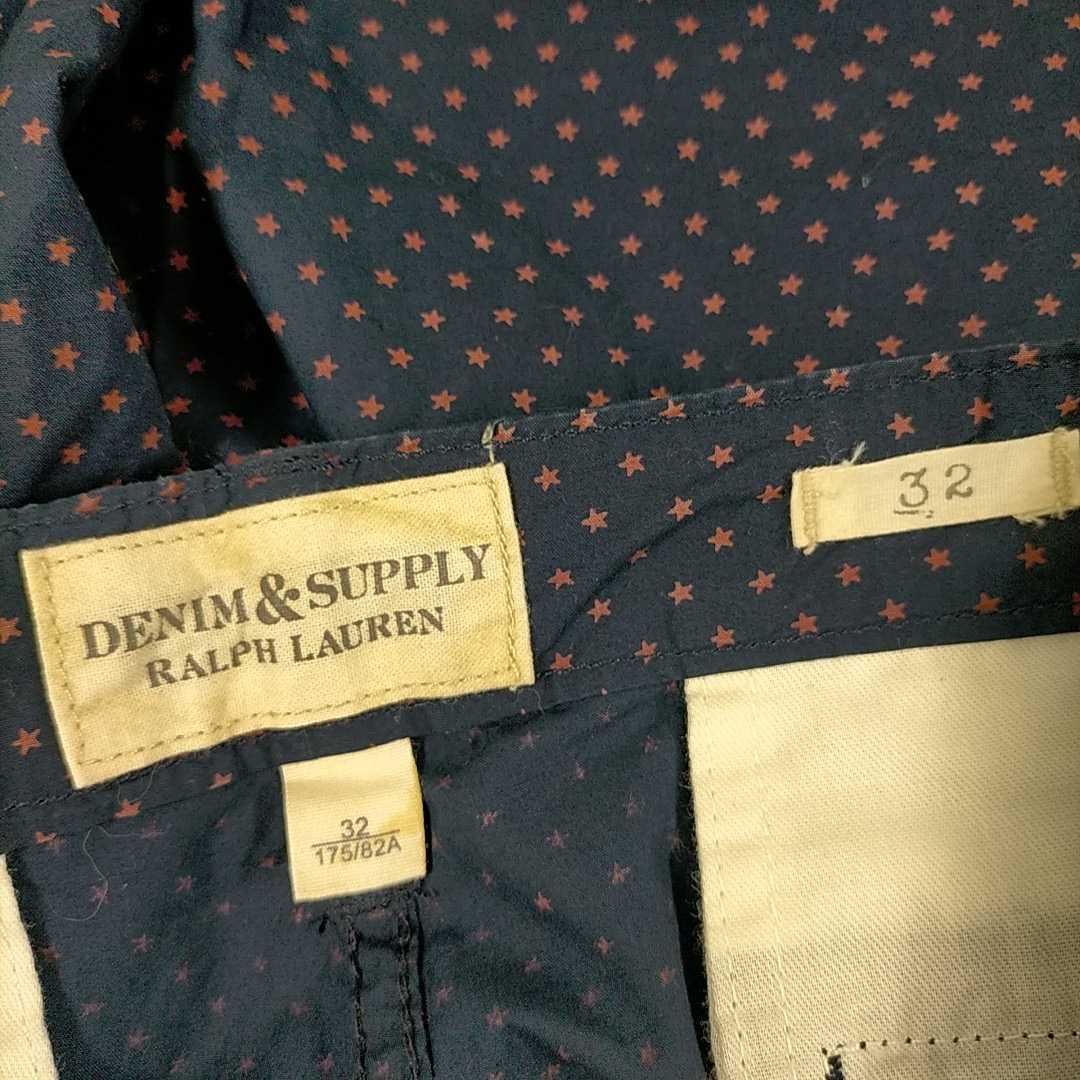 DENIM&SUPPLY
RALPH LAUREN
32
32
175/82A